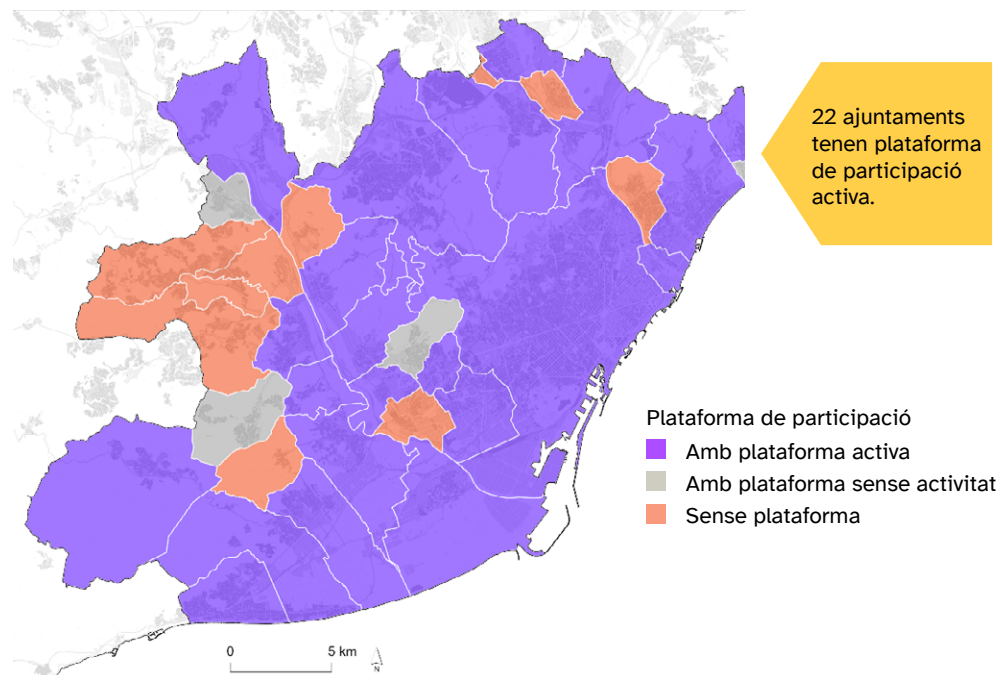 22 ajuntaments
tenen plataforma
de participació
activa.
Plataforma de participació
Amb plataforma activa
Amb plataforma sense activitat
Sense plataforma
0 5 km
N